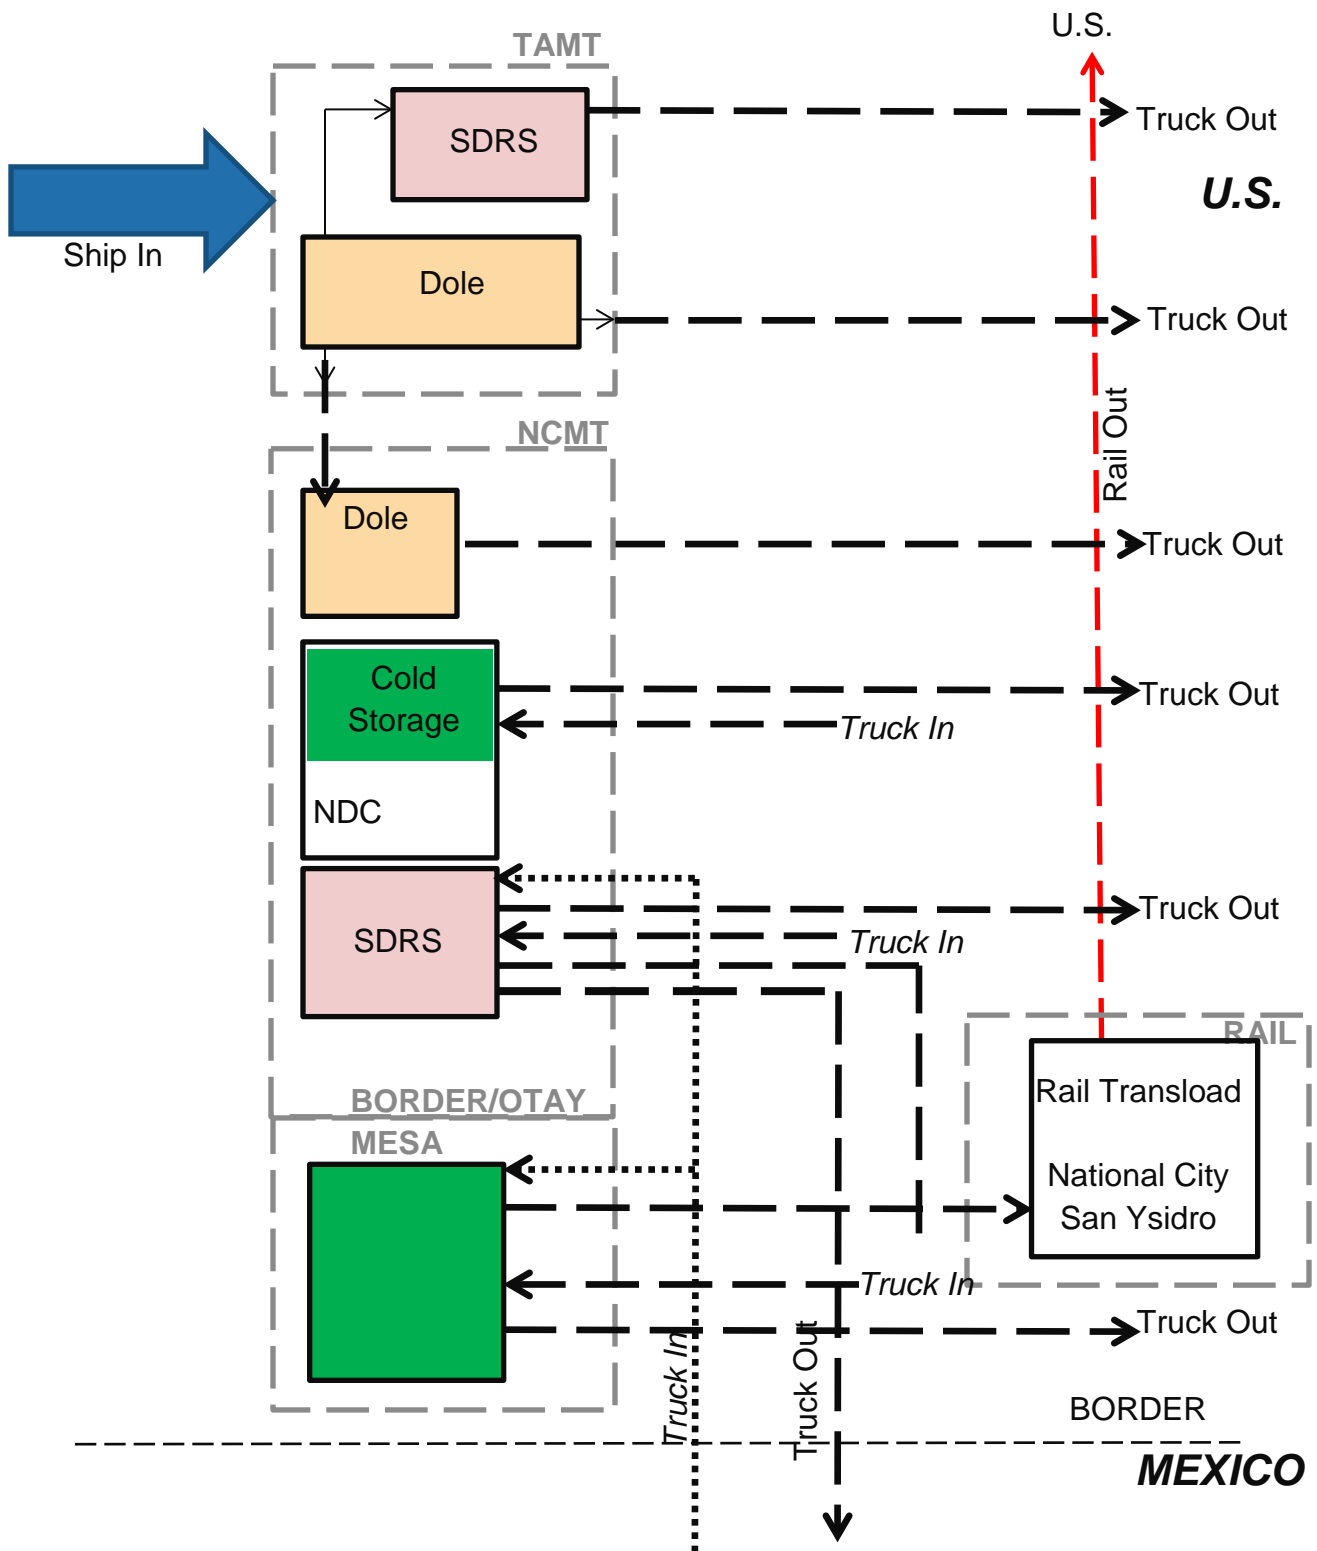 U.S.
TAMT
SDRS
Truck Out
U.S.
Ship In
Dole
Truck Out
Rail Out
NCMT
Dole
Truck Out
Cold
Storage
Truck Out
Truck In
NDC
SDRS
Truck Out
Truck In
RAIL
Rail Transload
National City
San Ysidro
BORDER/OTAY
MESA
Truck In
Truck Out
Truck In
Truck Out
BORDER
MEXICO